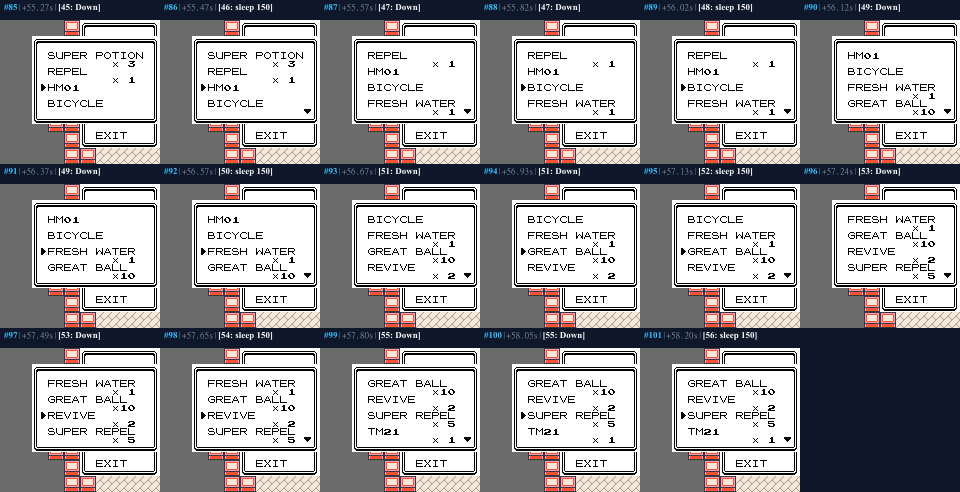 #85|+55.27s| [45: Down]
SUPER POTION
× 3
REPEL
× 1
▶HM01
BICYCLE
EXIT
#86|+55.47s| [46: sleep 150]
SUPER POTION
× 3
REPEL
× 1
▶HM01
BICYCLE
▼
EXIT
#87|+55.57s| [47: Down]
REPEL
× 1
HM01
BICYCLE
FRESH WATER
× 1 ▼
EXIT
#88|+55.82s| [47: Down]
REPEL
× 1
HM01
▶BICYCLE
FRESH WATER
× 1
EXIT
#89|+56.02s| [48: sleep 150]
REPEL
× 1
HM01
▶BICYCLE
FRESH WATER
× 1 ▼
EXIT
#90|+56.12s| [49: Down]
HM01
BICYCLE
FRESH WATER
× 1
GREAT BALL
×10 ▼
EXIT
#91|+56.37s| [49: Down]
HM01
BICYCLE
▶FRESH WATER
× 1
GREAT BALL
×10
EXIT
#92|+56.57s| [50: sleep 150]
HM01
BICYCLE
▶FRESH WATER
× 1
GREAT BALL
×10 ▼
EXIT
#93|+56.67s| [51: Down]
BICYCLE
FRESH WATER
× 1
GREAT BALL
×10
REVIVE
× 2 ▼
EXIT
#94|+56.93s| [51: Down]
BICYCLE
FRESH WATER
× 1
▶GREAT BALL
×10
REVIVE
× 2
EXIT
#95|+57.13s| [52: sleep 150]
BICYCLE
FRESH WATER
× 1
▶GREAT BALL
×10
REVIVE
× 2 ▼
EXIT
#96|+57.24s| [53: Down]
FRESH WATER
× 1
GREAT BALL
×10
REVIVE
× 2
SUPER REPEL
× 5 ▼
EXIT
#97|+57.49s| [53: Down]
FRESH WATER
× 1
GREAT BALL
×10
▶REVIVE
× 2
SUPER REPEL
× 5
EXIT
#98|+57.65s| [54: sleep 150]
FRESH WATER
× 1
GREAT BALL
×10
▶REVIVE
× 2
SUPER REPEL
× 5 ▼
EXIT
#99|+57.80s| [55: Down]
GREAT BALL
×10
REVIVE
× 2
SUPER REPEL
× 5
TM21
× 1 ▼
EXIT
#100|+58.05s| [55: Down]
GREAT BALL
×10
REVIVE
× 2
▶SUPER REPEL
× 5
TM21
× 1
EXIT
#101|+58.20s| [56: sleep 150]
GREAT BALL
×10
REVIVE
× 2
▶SUPER REPEL
× 5
TM21
× 1 ▼
EXIT